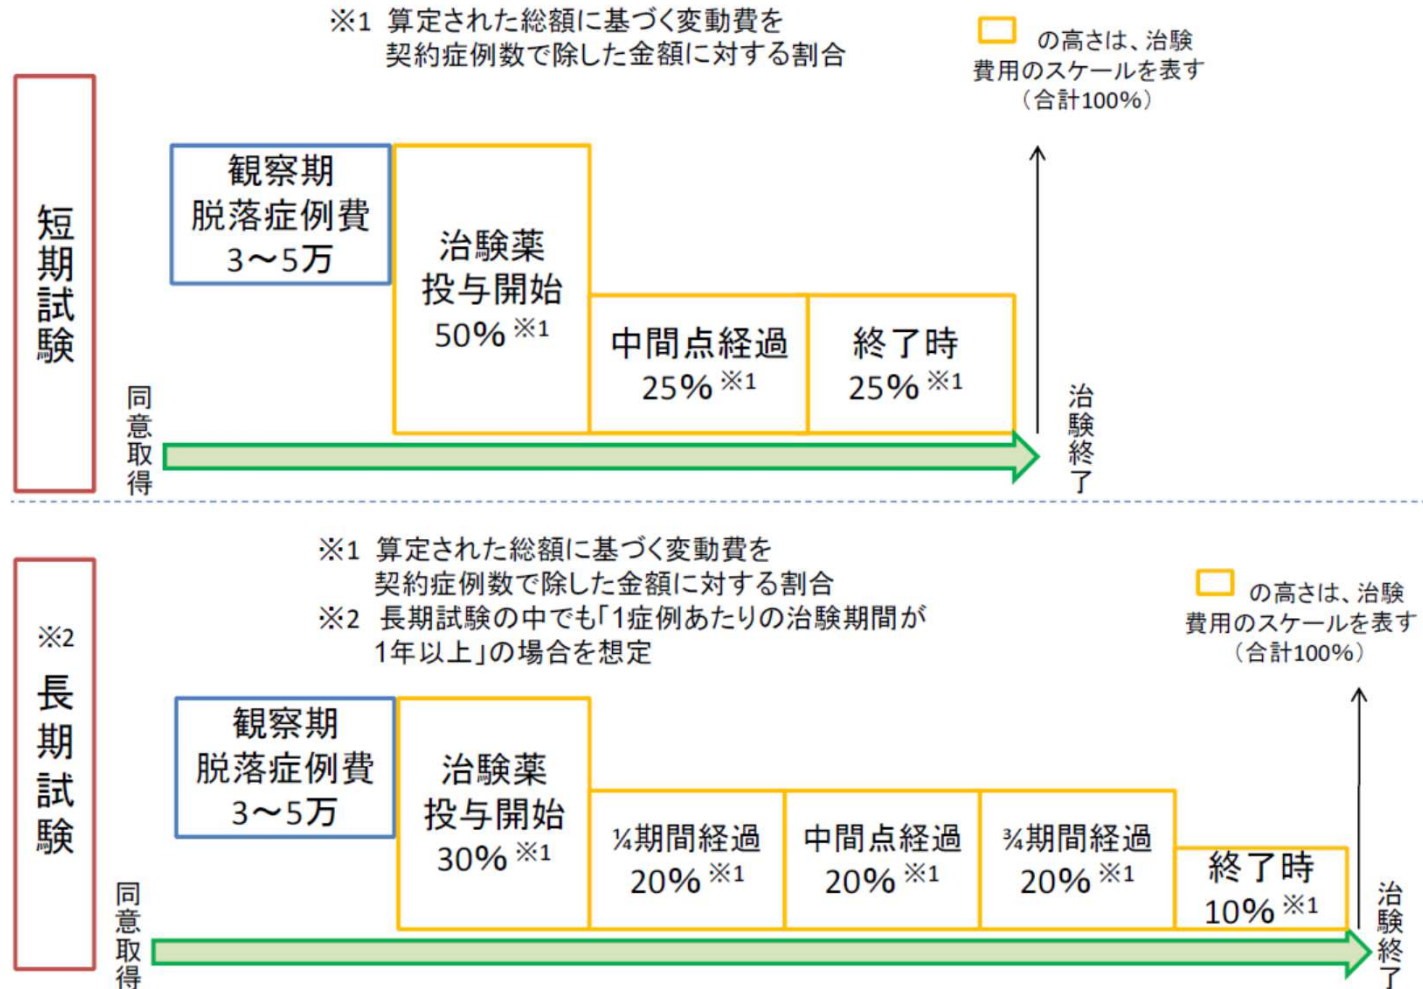 ※1 算定された総額に基づく変動費を
契約症例数で除した金額に対する割合
の高さは、治験
費用のスケールを表す
（合計100%）
短期試験
観察期
脱落症例費
3～5万
治験薬
投与開始
50% ※1
中間点経過
25% ※1
終了時
25% ※1
同意取得
治験終了
※1 算定された総額に基づく変動費を
契約症例数で除した金額に対する割合
※2 長期試験の中でも「1症例あたりの治験期間が
1年以上」の場合を想定
の高さは、治験
費用のスケールを表す
（合計100%）
※2
長期試験
観察期
脱落症例費
3～5万
治験薬
投与開始
30% ※1
¼期間経過
20% ※1
中間点経過
20% ※1
¾期間経過
20% ※1
終了時
10% ※1
同意取得
治験終了